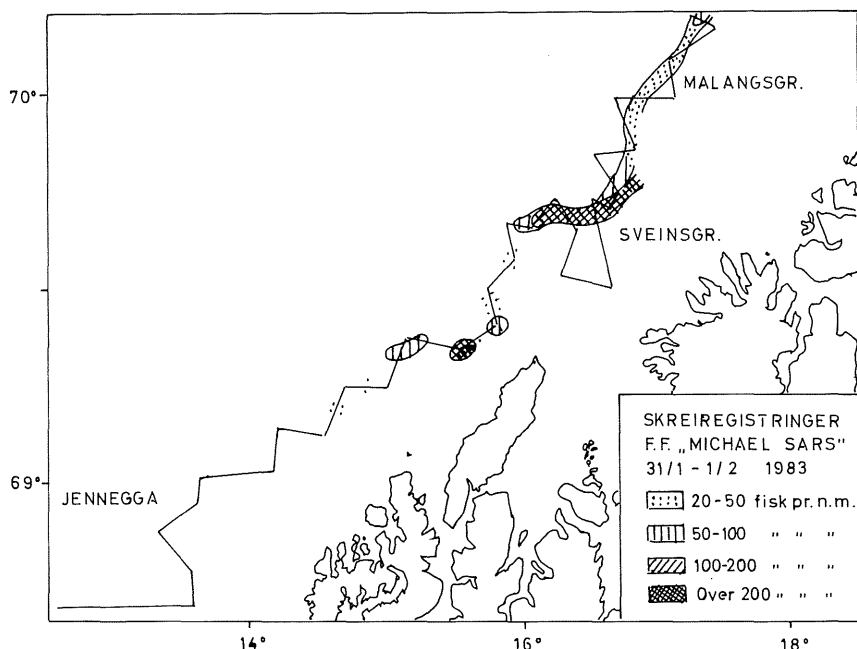 70°
MALANGSGR.
SVEINSGR.
69°
JENNEGGA
SKREIREGISTRINGER
F.F. „MICHAEL SARS"
31/1 - 1/2 1983
20-50 fisk pr. n.m.
50-100 " " "
100-200 " " "
Over 200 " " "
14°
16°
18°